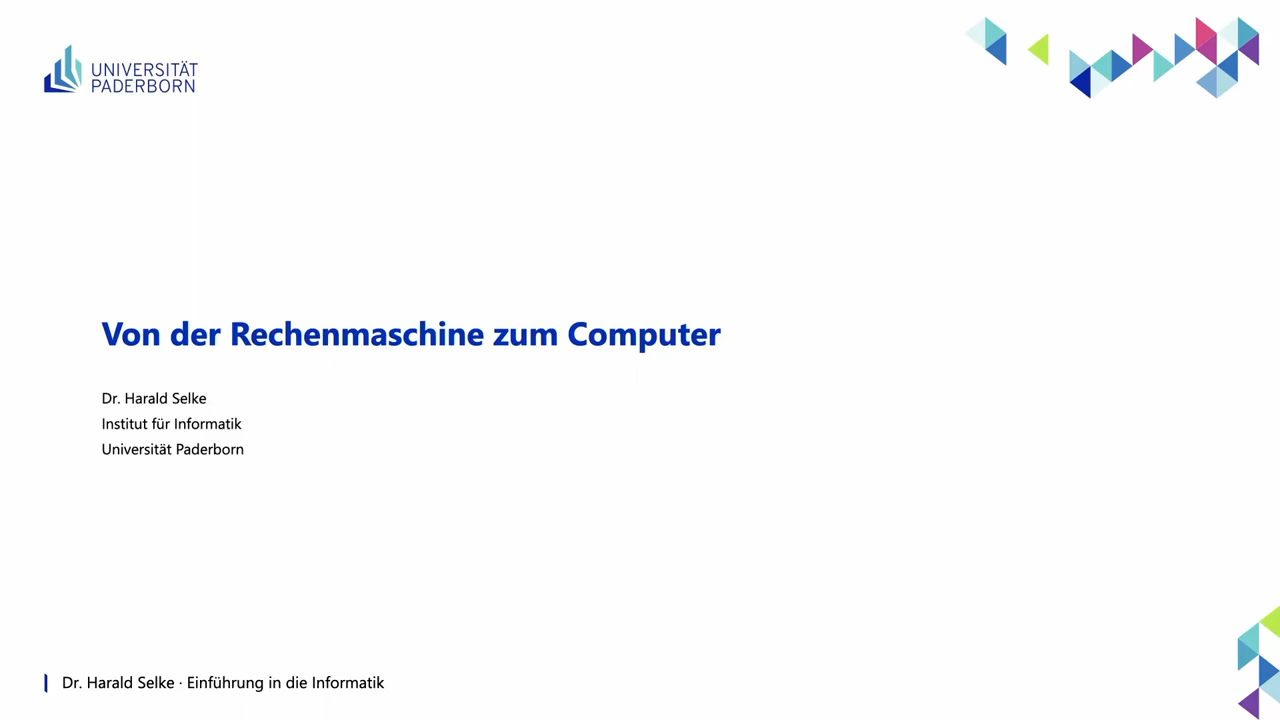 UNIVERSITÄT
PADERBORN
Von der Rechenmaschine zum Computer
Dr. Harald Selke
Institut für Informatik
Universität Paderborn
Dr. Harald Selke · Einführung in die Informatik